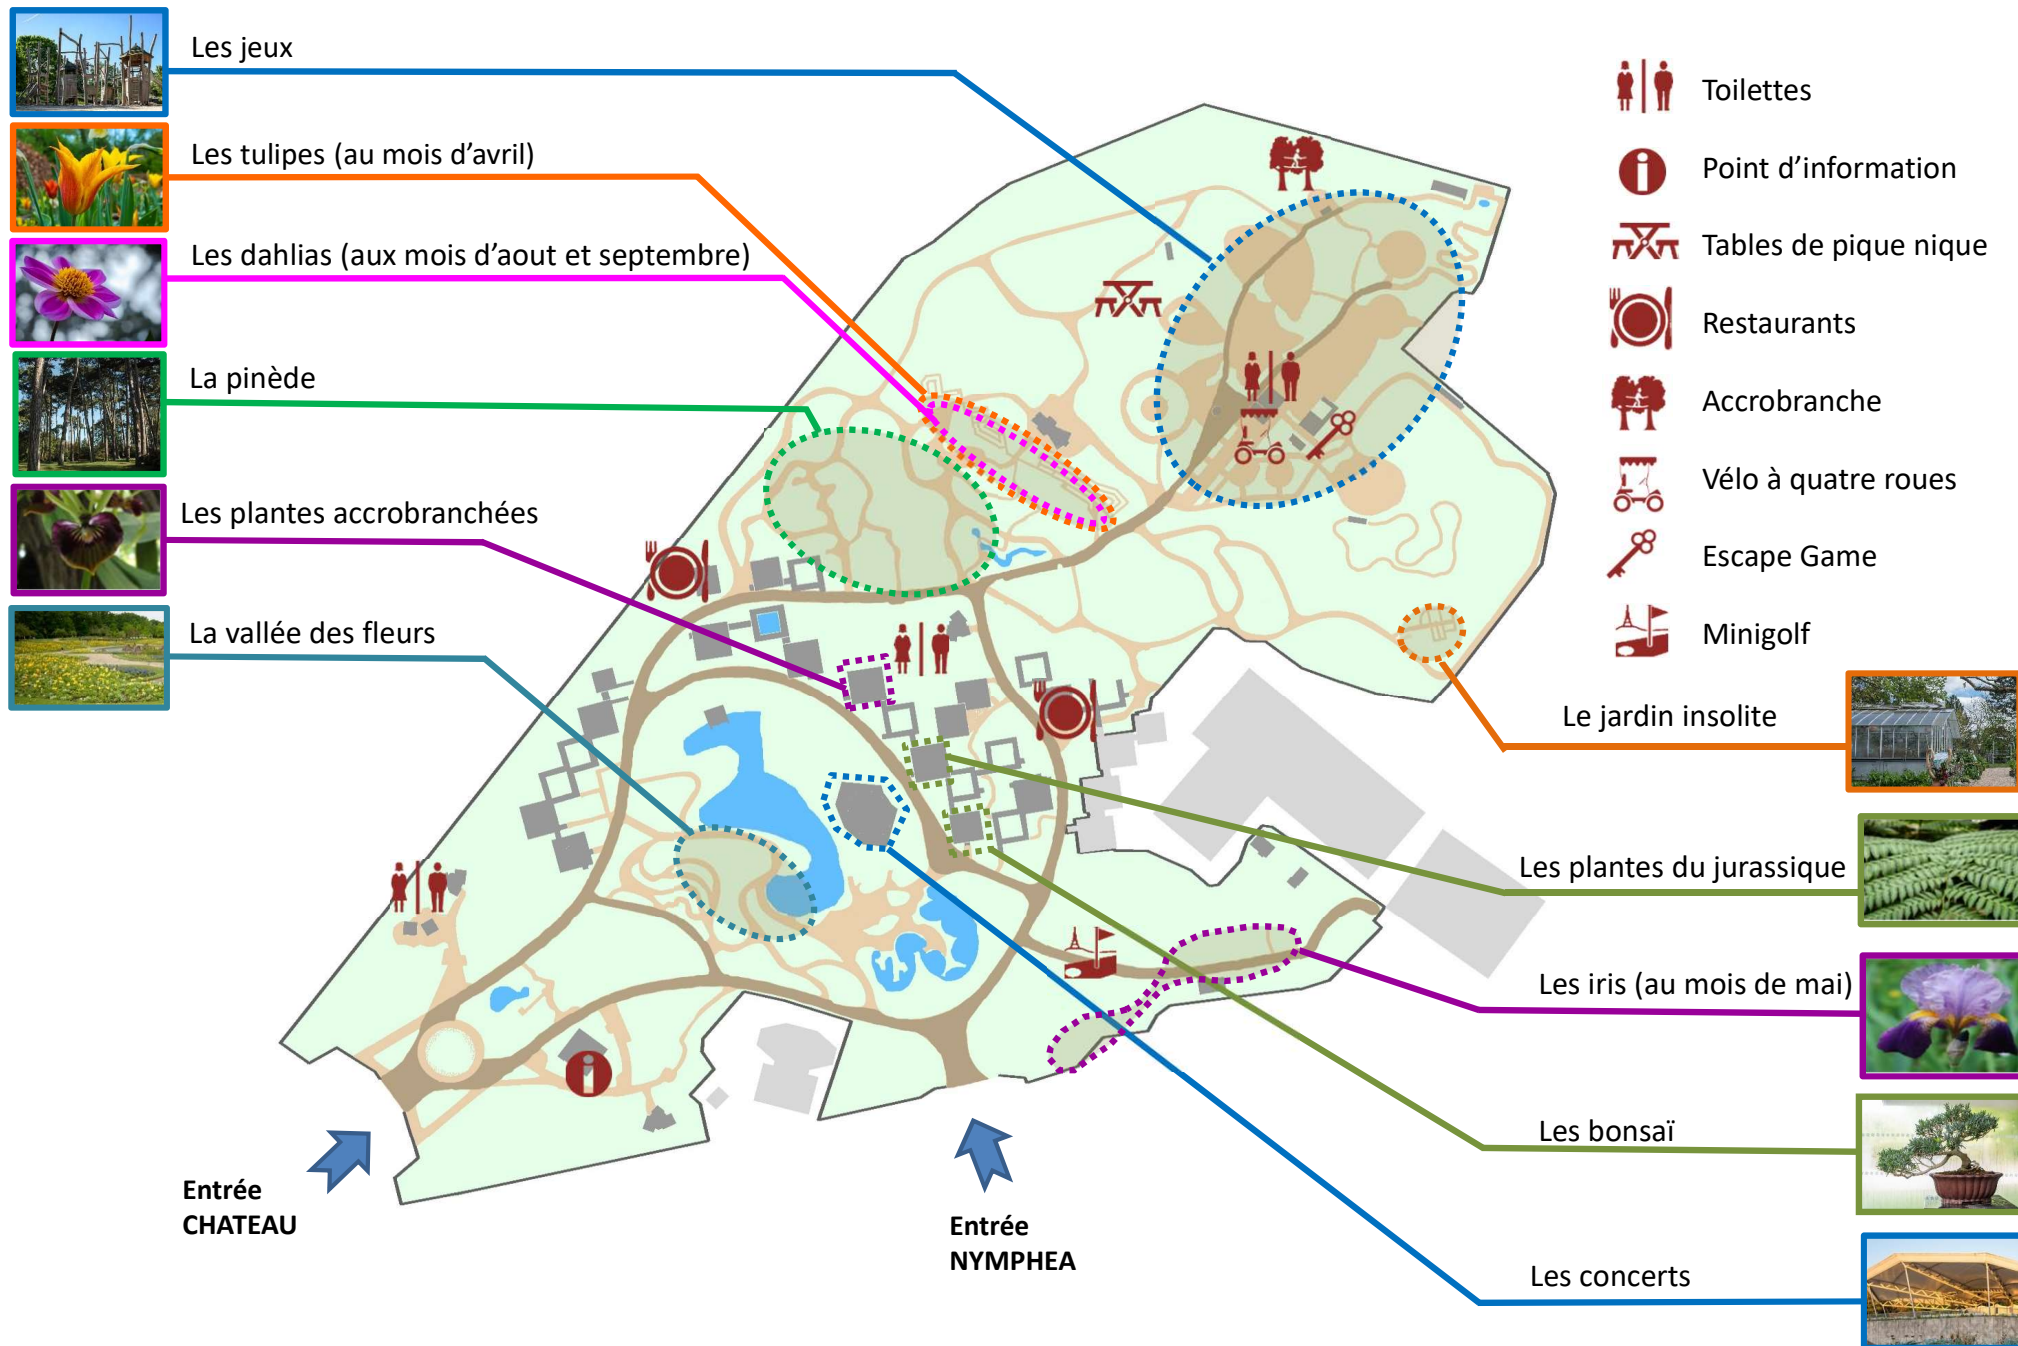 Les jeux
Les tulipes (au mois d’avril)
Les dahlias (aux mois d’aout et septembre)
La pinède
Les plantes accrobranchées
La vallée des fleurs
Toilettes
Point d’information
Tables de pique nique
Restaurants
Accrobranche
Vélo à quatre roues
Escape Game
Minigolf
Le jardin insolite
Les plantes du jurassique
Les iris (au mois de mai)
Les bonsaï
Les concerts
Entrée
CHATEAU
Entrée
NYMPHEA